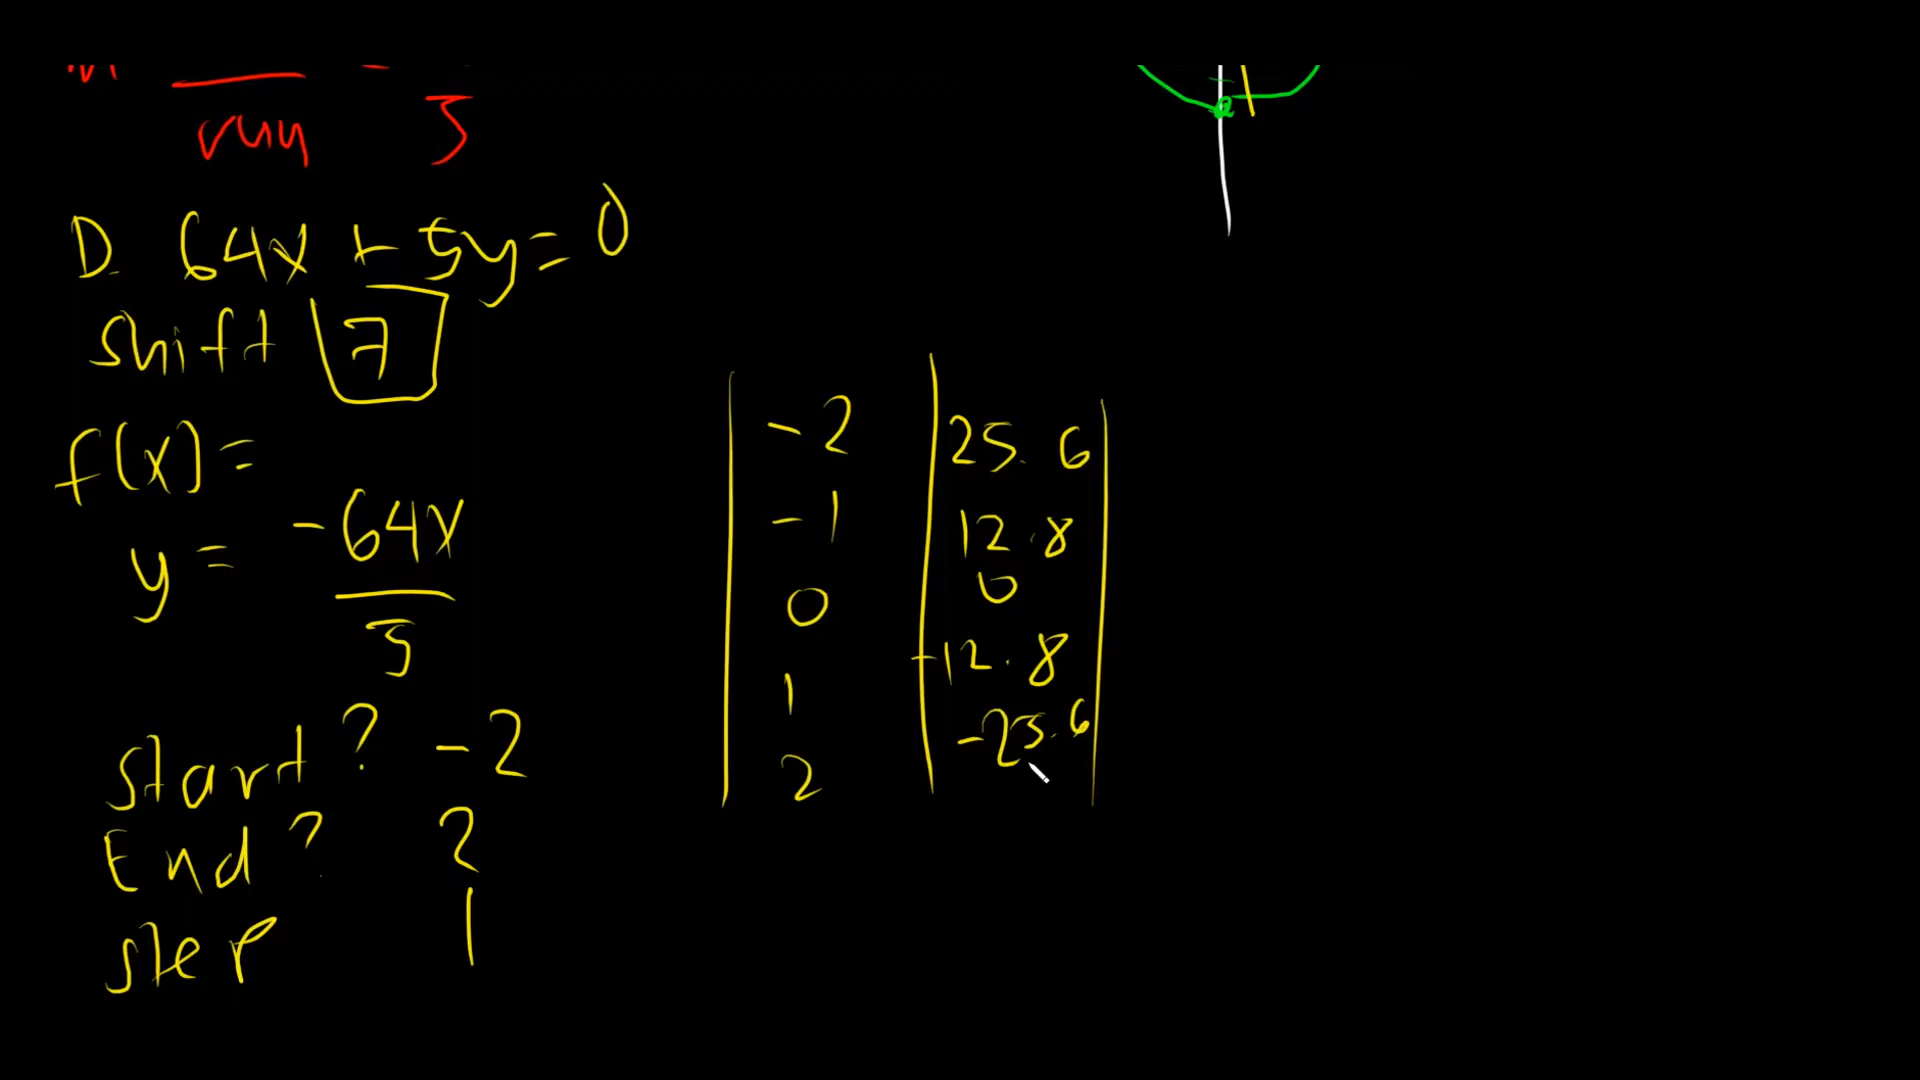 run 5
D. 64x + 5y = 0
shift 7
f(x) =
y = -64x
5
start? -2
End? 2
step 1
-2 25.6
-1 12.8
0 0
1 -12.8
2 -25.6